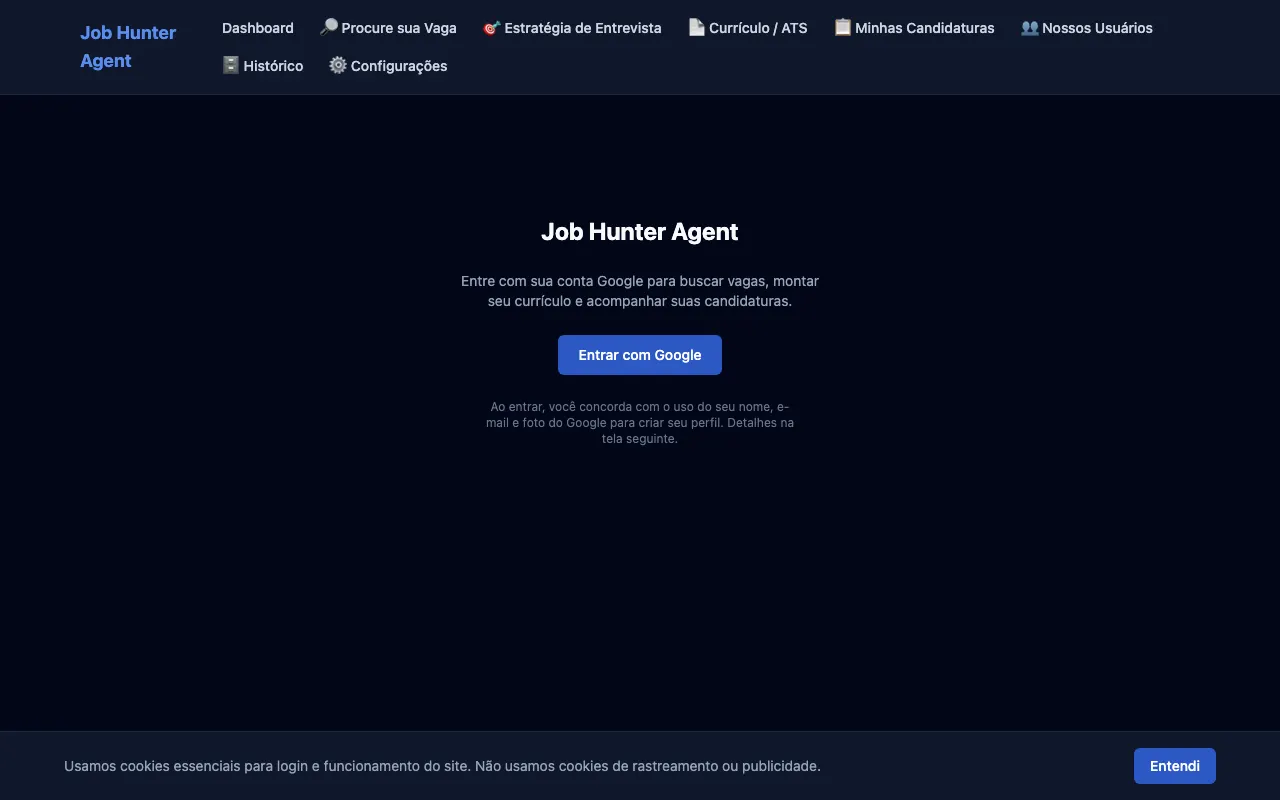 Job Hunter
Agent
Dashboard
Procure sua Vaga
Estratégia de Entrevista
Currículo / ATS
Minhas Candidaturas
Nossos Usuários
Histórico
Configurações
Job Hunter Agent
Entre com sua conta Google para buscar vagas, montar
seu currículo e acompanhar suas candidaturas.
Entrar com Google
Ao entrar, você concorda com o uso do seu nome, e-
mail e foto do Google para criar seu perfil. Detalhes na
tela seguinte.
Usamos cookies essenciais para login e funcionamento do site. Não usamos cookies de rastreamento ou publicidade.
Entendi